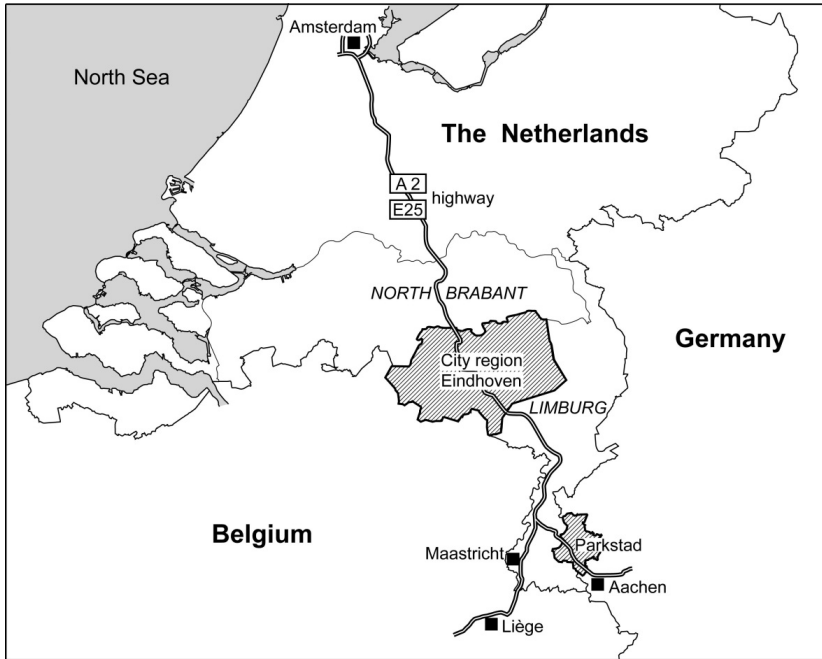 Amsterdam
North Sea
The Netherlands
A 2
E25
highway
NORTH BRABANT
Germany
City region
Eindhoven
LIMBURG
Belgium
Parkstad
Maastricht
Aachen
Liège